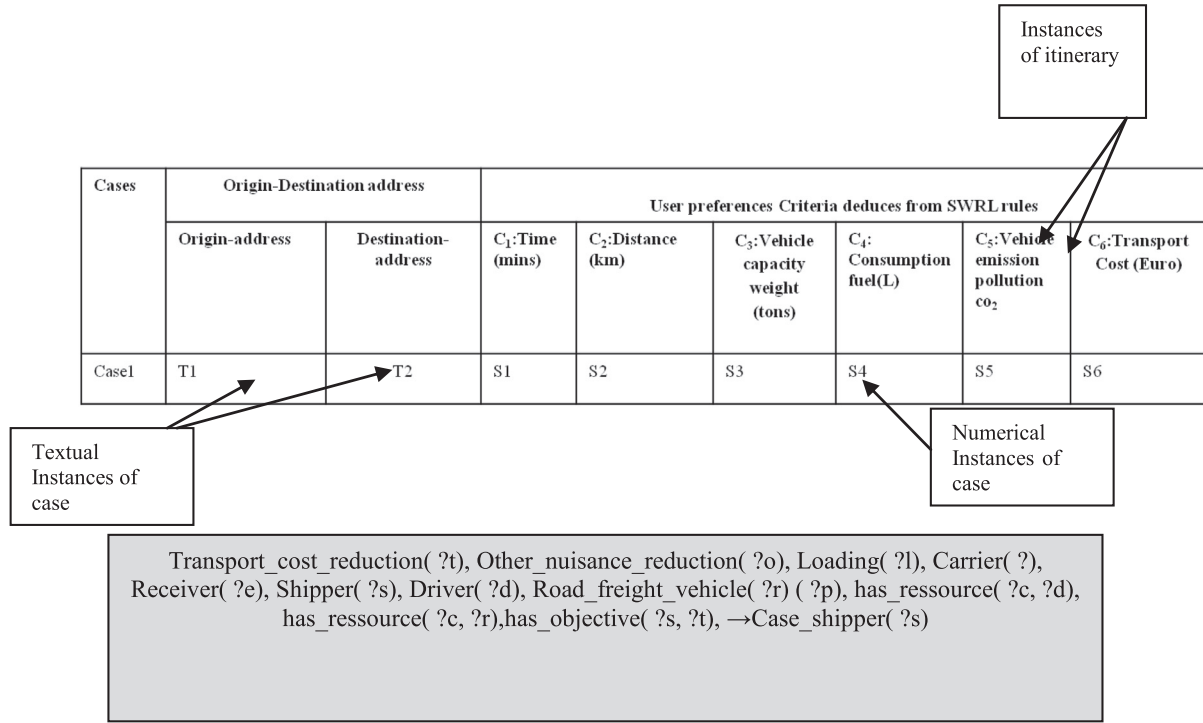 Instances
of itinerary
Cases
Origin-Destination address
User preferences Criteria deduces from SWRL rules
Origin-address
Destination-
address
C₁:Time
(mins)
C₂:Distance
(km)
C₃:Vehicle
capacity
weight
(tons)
C₄:
Consumption
fuel(L)
C₅:Vehicle
emission
pollution
co₂
C₆:Transport
Cost (Euro)
Case1
T1
T2
S1
S2
S3
S4
S5
S6
Textual
Instances of
case
Numerical
Instances of
case
Transport_cost_reduction( ?t), Other_nuisance_reduction( ?o), Loading( ?l), Carrier( ?),
Receiver( ?e), Shipper( ?s), Driver( ?d), Road_freight_vehicle( ?r) ( ?p), has_ressource( ?c, ?d),
has_ressource( ?c, ?r),has_objective( ?s, ?t), →Case_shipper( ?s)